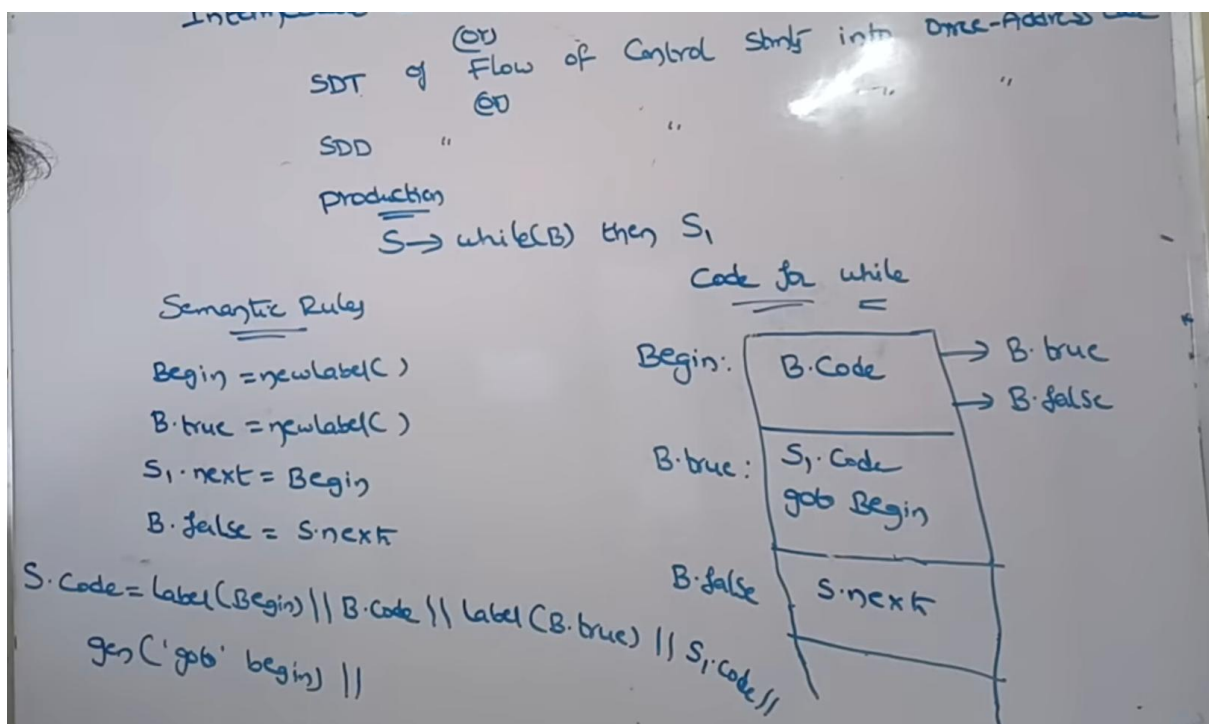 (or)
SDT of Flow of Control Stmts into Three-Address
(or)
SDD " " " "
Production
S → while(B) then S₁
Semantic Rules
Begin = newlabel()
B.true = newlabel()
S₁.next = Begin
B.false = S.next
S.Code = Label(Begin) || B.Code || Label(B.true) || S₁.Code ||
gen('goto' begin) ||
Code for while
Begin: B.Code → B.true
→ B.false
B.true: S₁.Code
goto Begin
B.false S.next